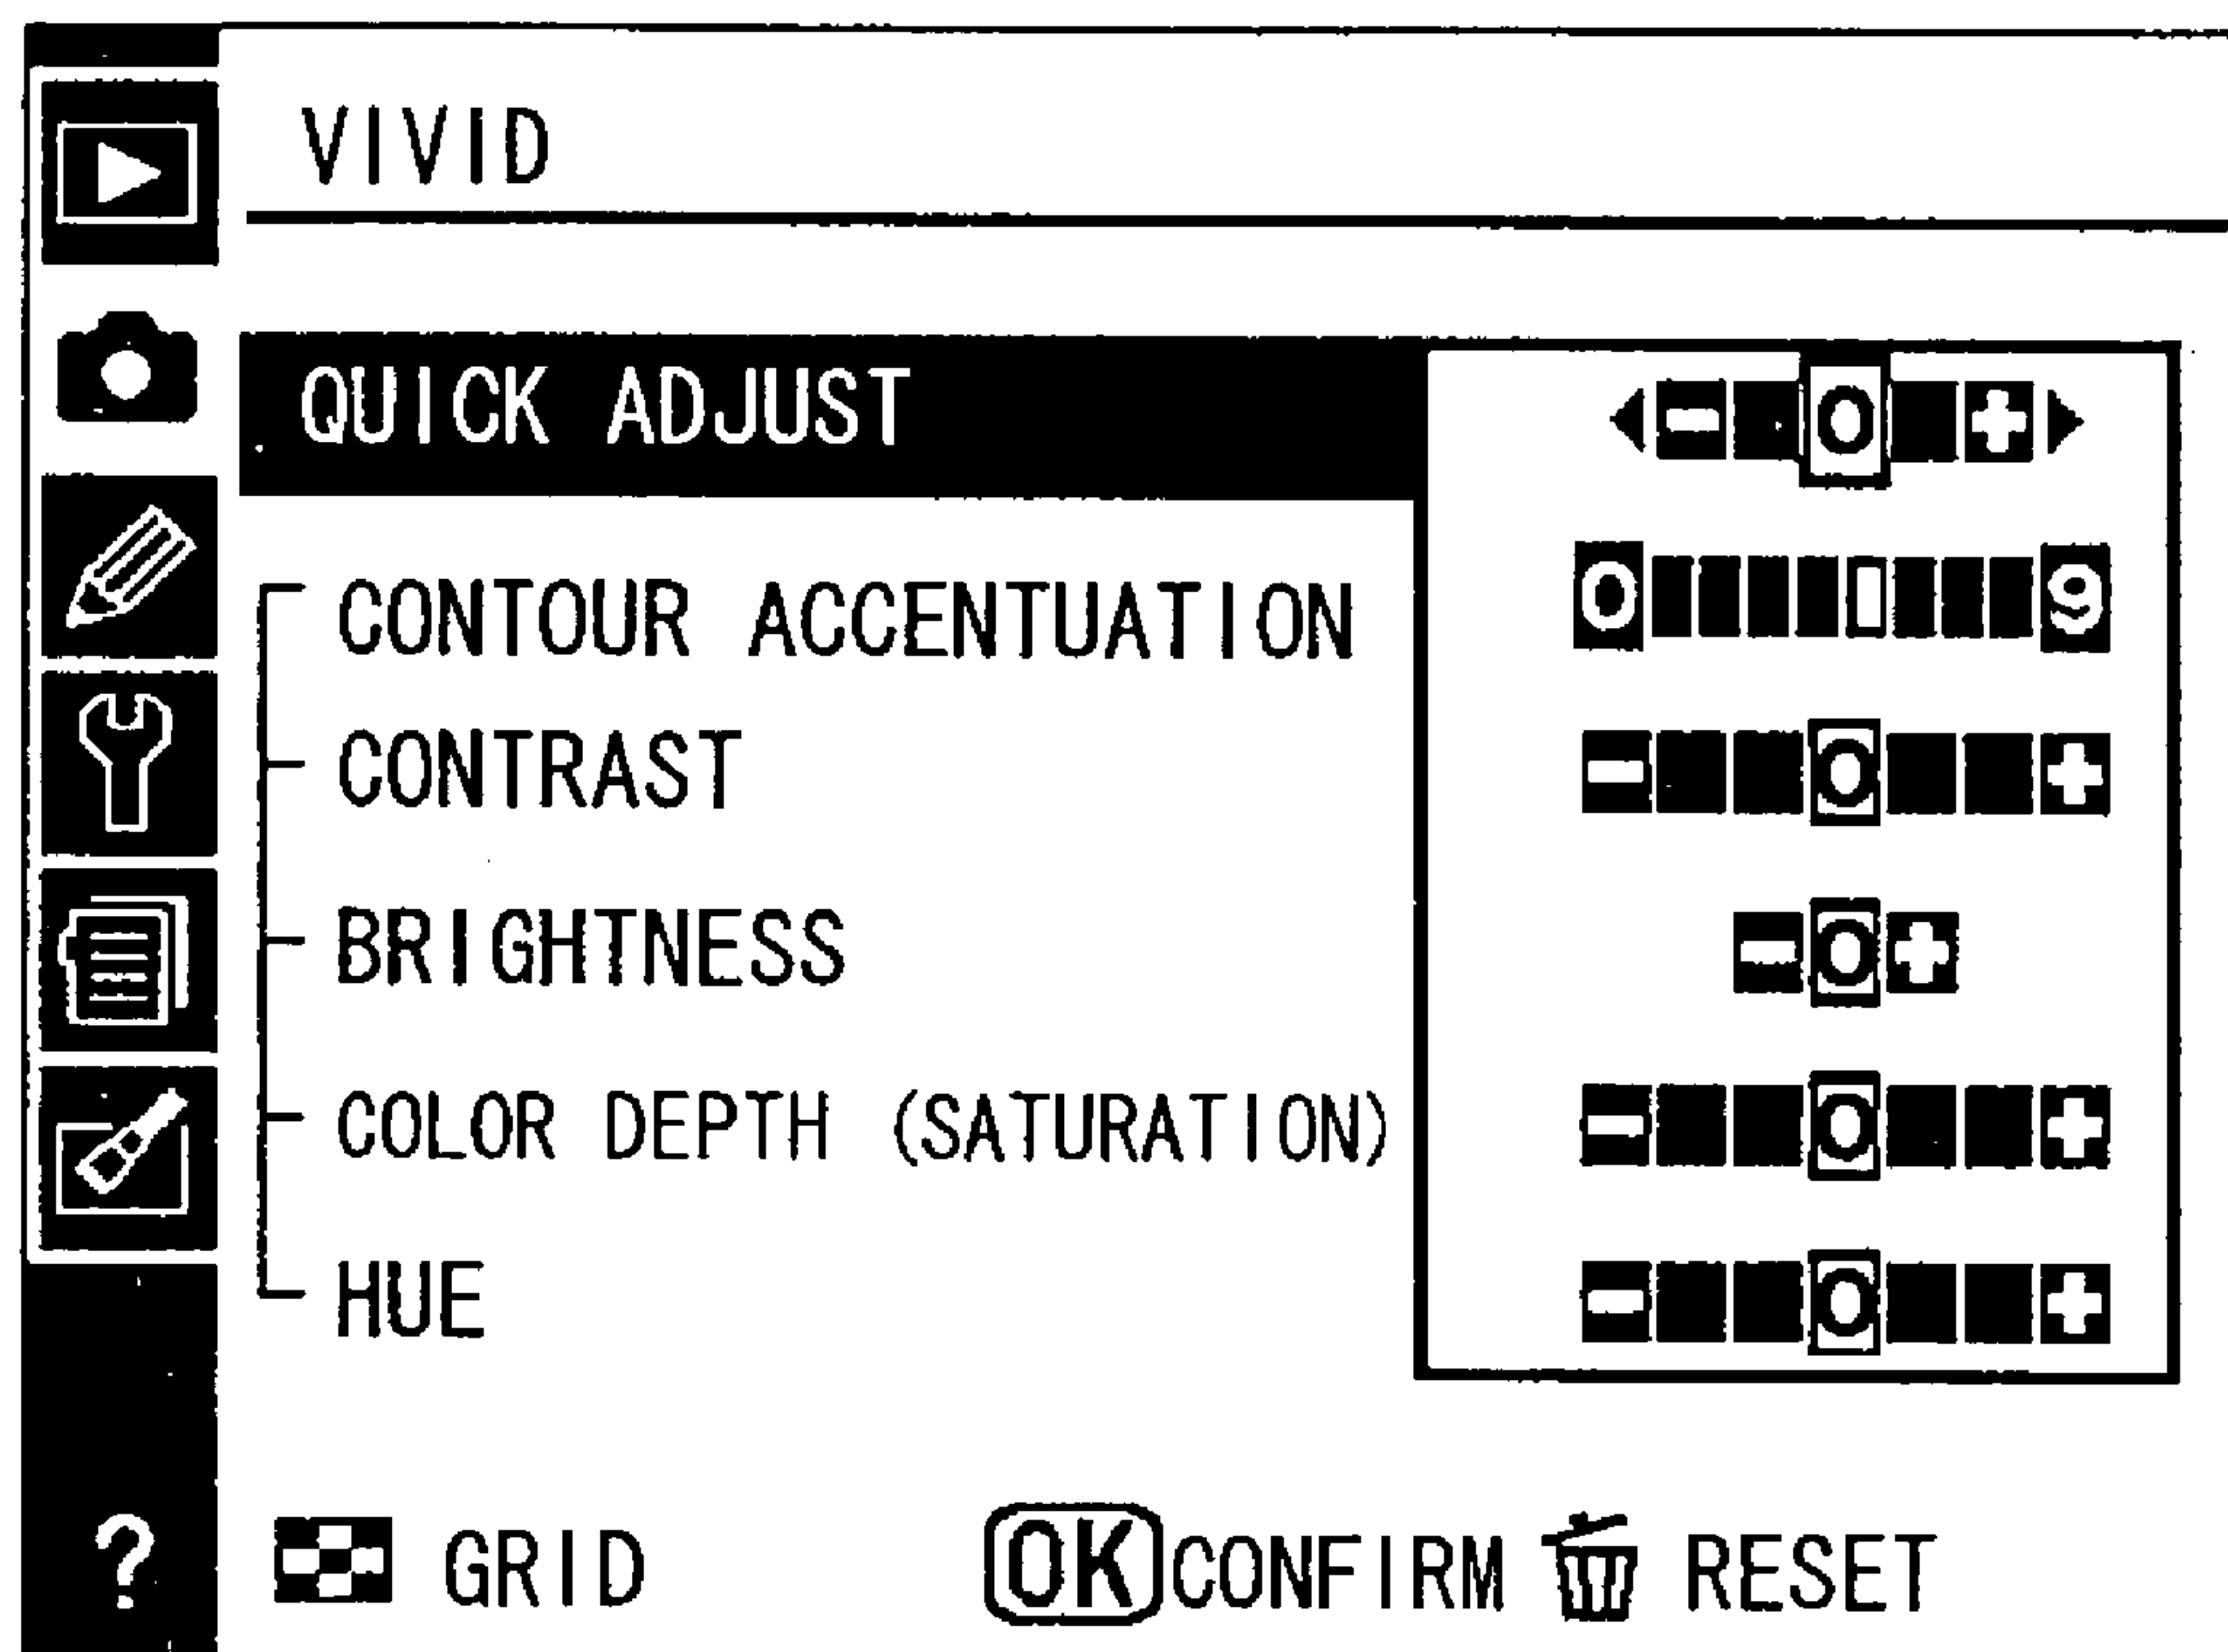 VIVID
QUICK ADJUST - 0 +
CONTOUR ACCENTUATION 0 9
CONTRAST - 0 +
BRIGHTNESS - 0 +
COLOR DEPTH (SATURATION) - 0 +
HUE - 0 +
? GRID OK CONFIRM RESET